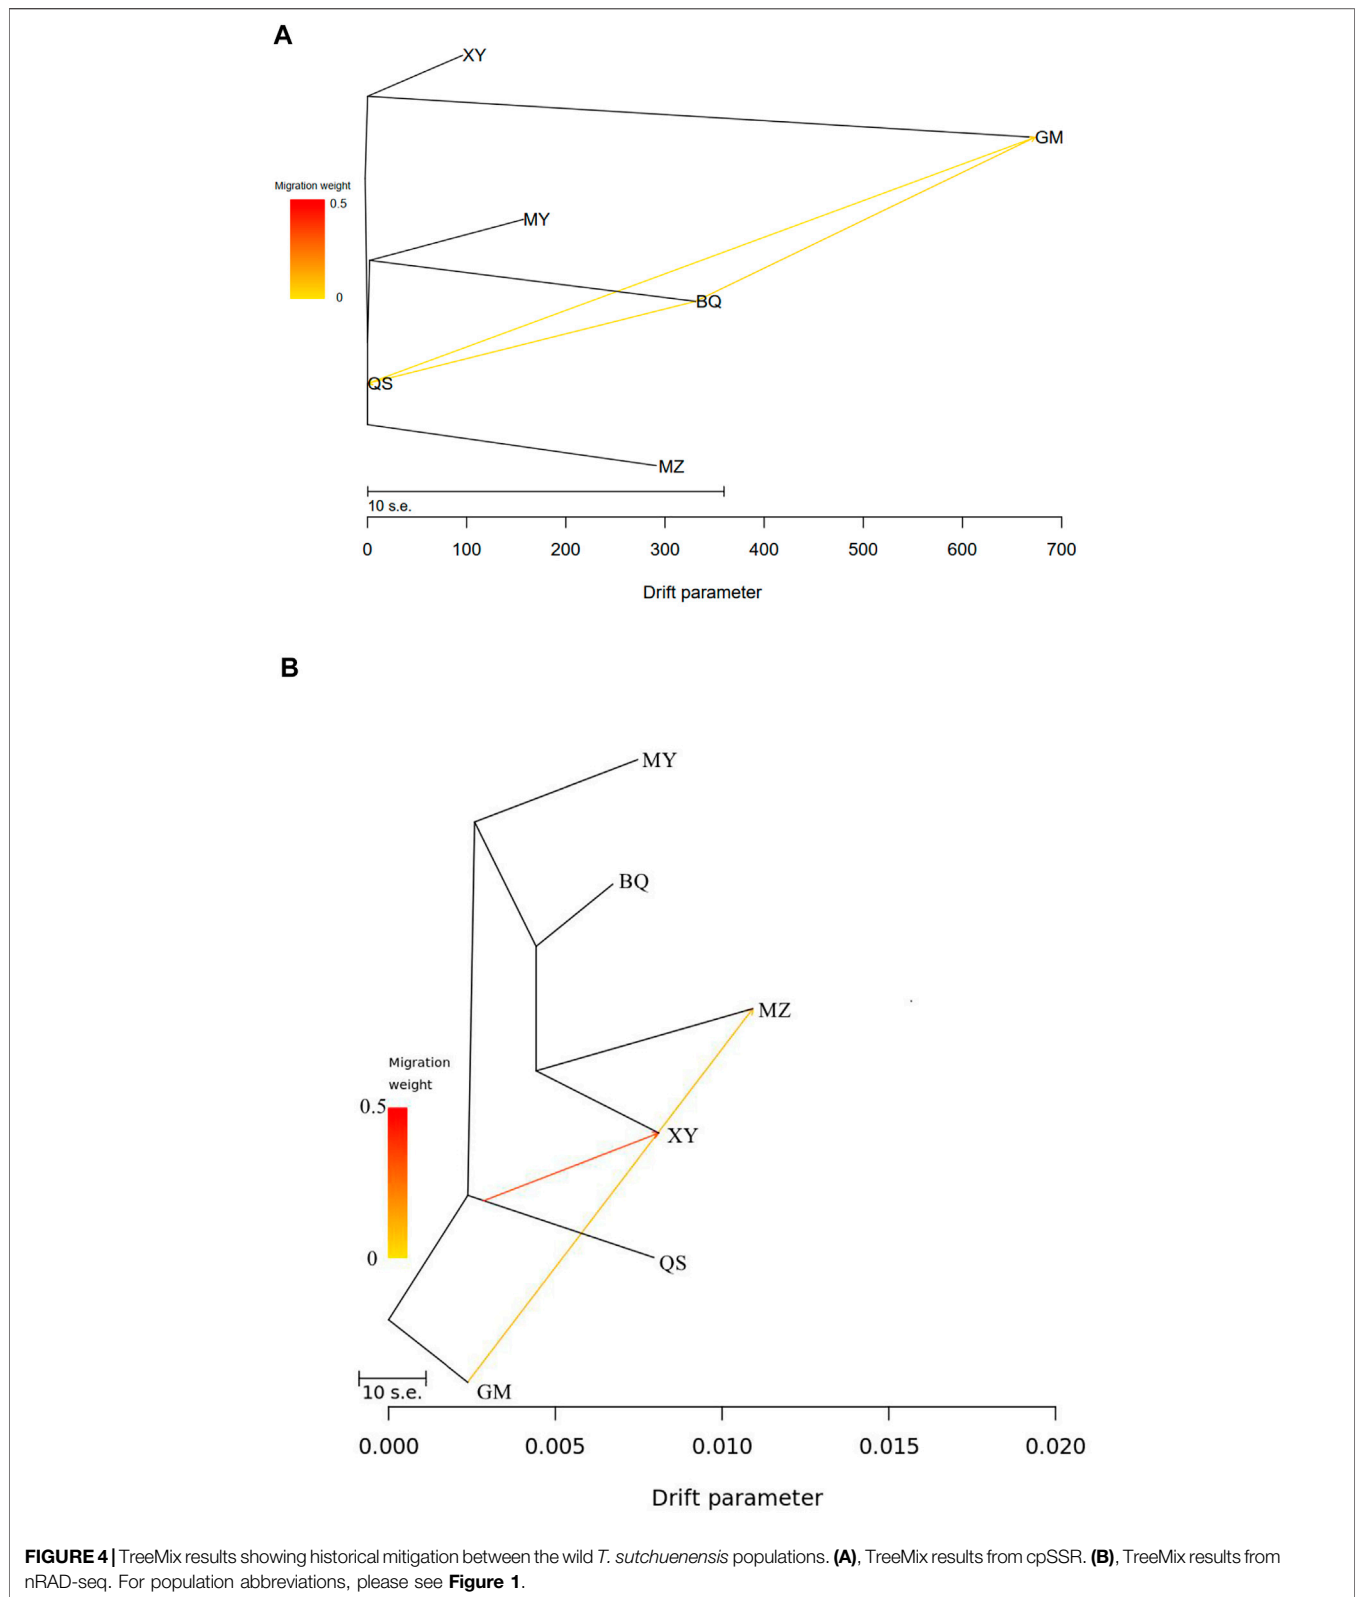 A
XY
GM
Migration weight
0.5
MY
0
BQ
QS
MZ
10 s.e.
0 100 200 300 400 500 600 700
Drift parameter
B
MY
BQ
MZ
Migration
weight
0.5
XY
0
QS
10 s.e.
GM
0.000 0.005 0.010 0.015 0.020
Drift parameter
FIGURE 4 | TreeMix results showing historical mitigation between the wild T. sutchuenensis populations. (A), TreeMix results from cpSSR. (B), TreeMix results from
nRAD-seq. For population abbreviations, please see Figure 1.